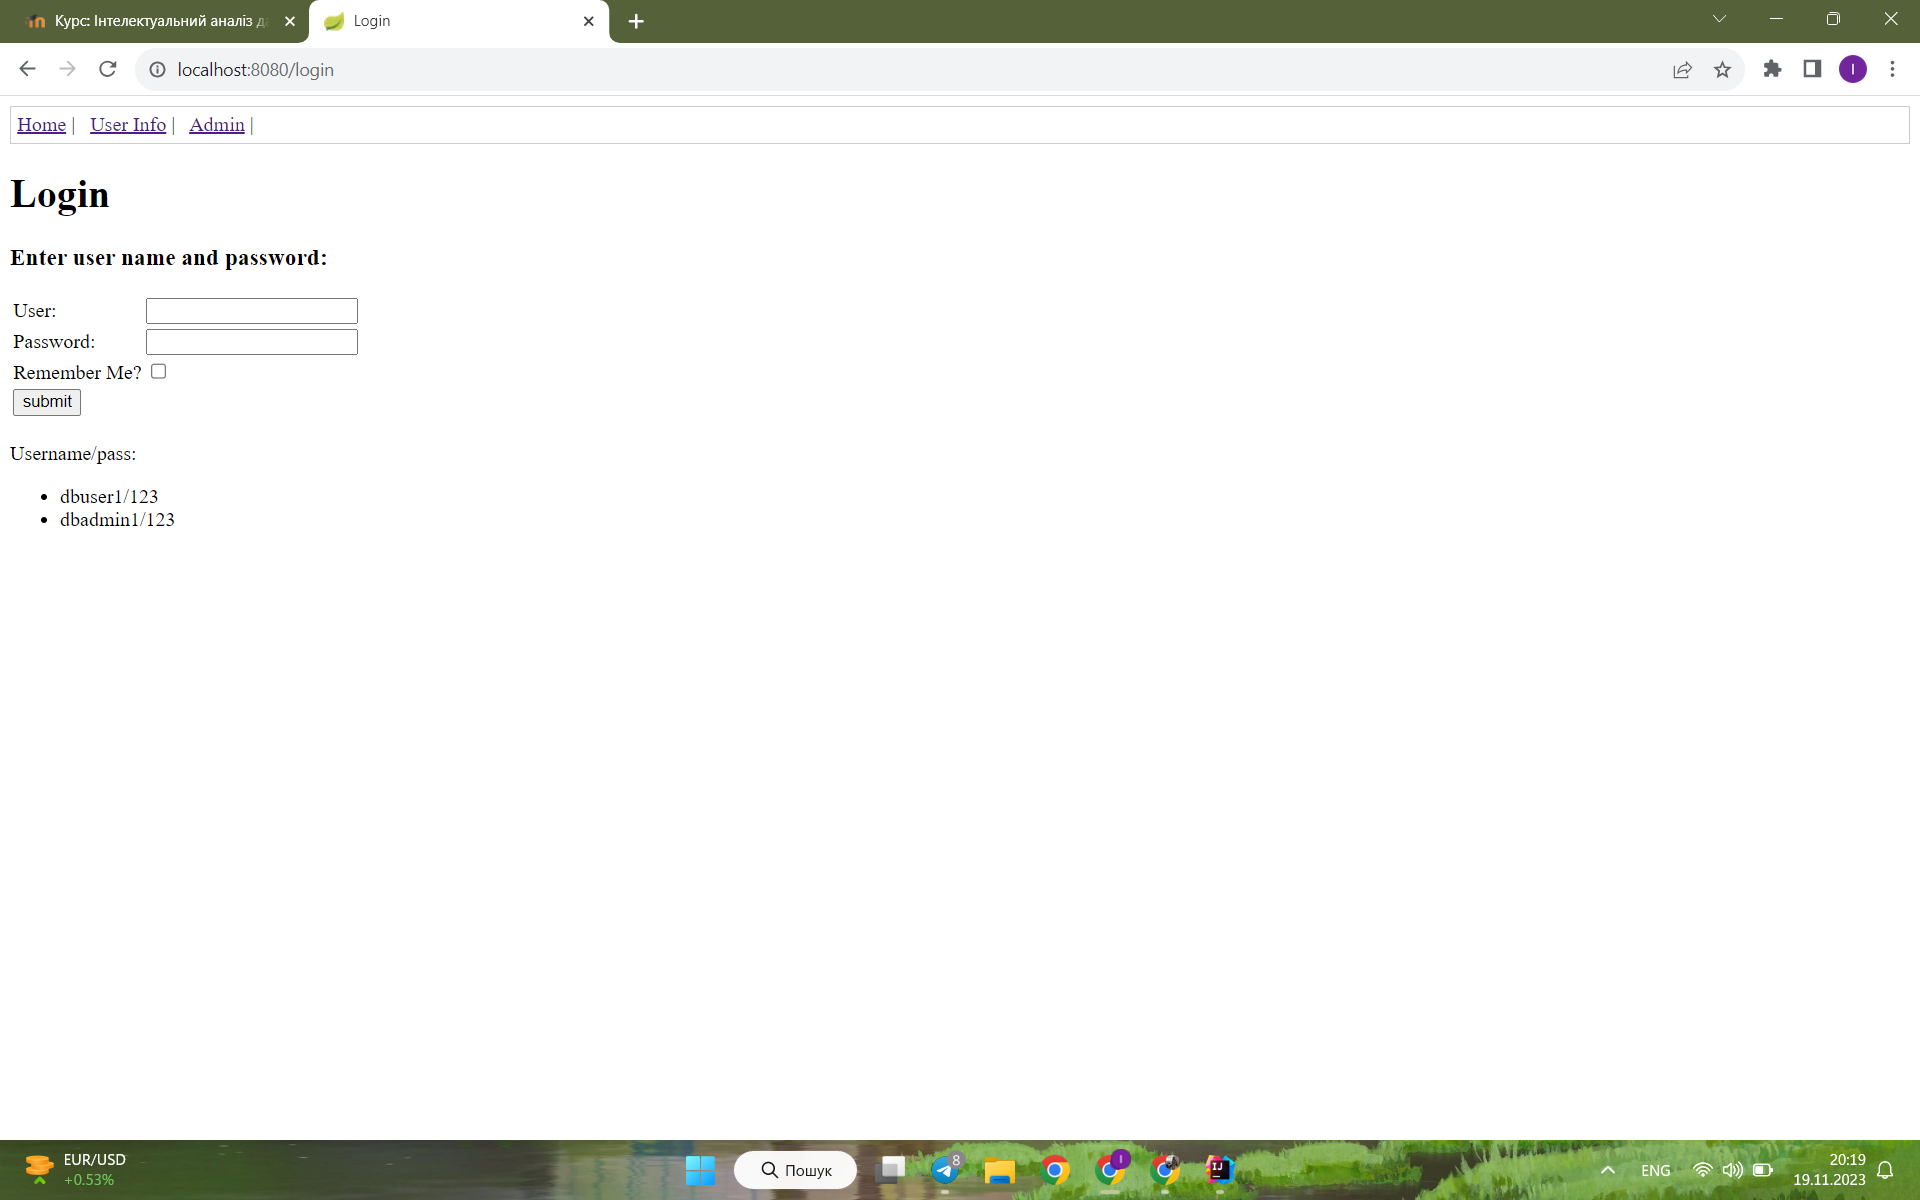 Курс: Інтелектуальний аналіз да
Login
localhost:8080/login
I
Home | User Info | Admin |
Login
Enter user name and password:
User:
Password:
Remember Me?
submit
Username/pass:
dbuser1/123
dbadmin1/123
EUR/USD
+0.53%
Пошук
8
I
IJ
ENG
20:19
19.11.2023